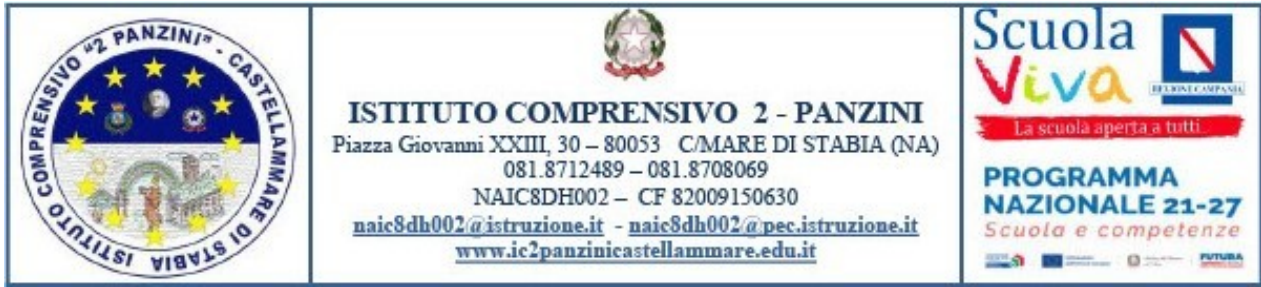 ISTITUTO COMPRENSIVO "2 PANZINI" - CASTELLAMMARE DI STABIA
ISTITUTO COMPRENSIVO 2 - PANZINI
Piazza Giovanni XXIII, 30 – 80053 C/MARE DI STABIA (NA)
081.8712489 – 081.8708069
NAIC8DH002 – CF 82009150630
naic8dh002@istruzione.it - naic8dh002@pec.istruzione.it
www.ic2panzinicastellammare.edu.it
Scuola
Viva
REGIONE CAMPANIA
La scuola aperta a tutti
PROGRAMMA
NAZIONALE 21-27
Scuola e competenze
FUTURA